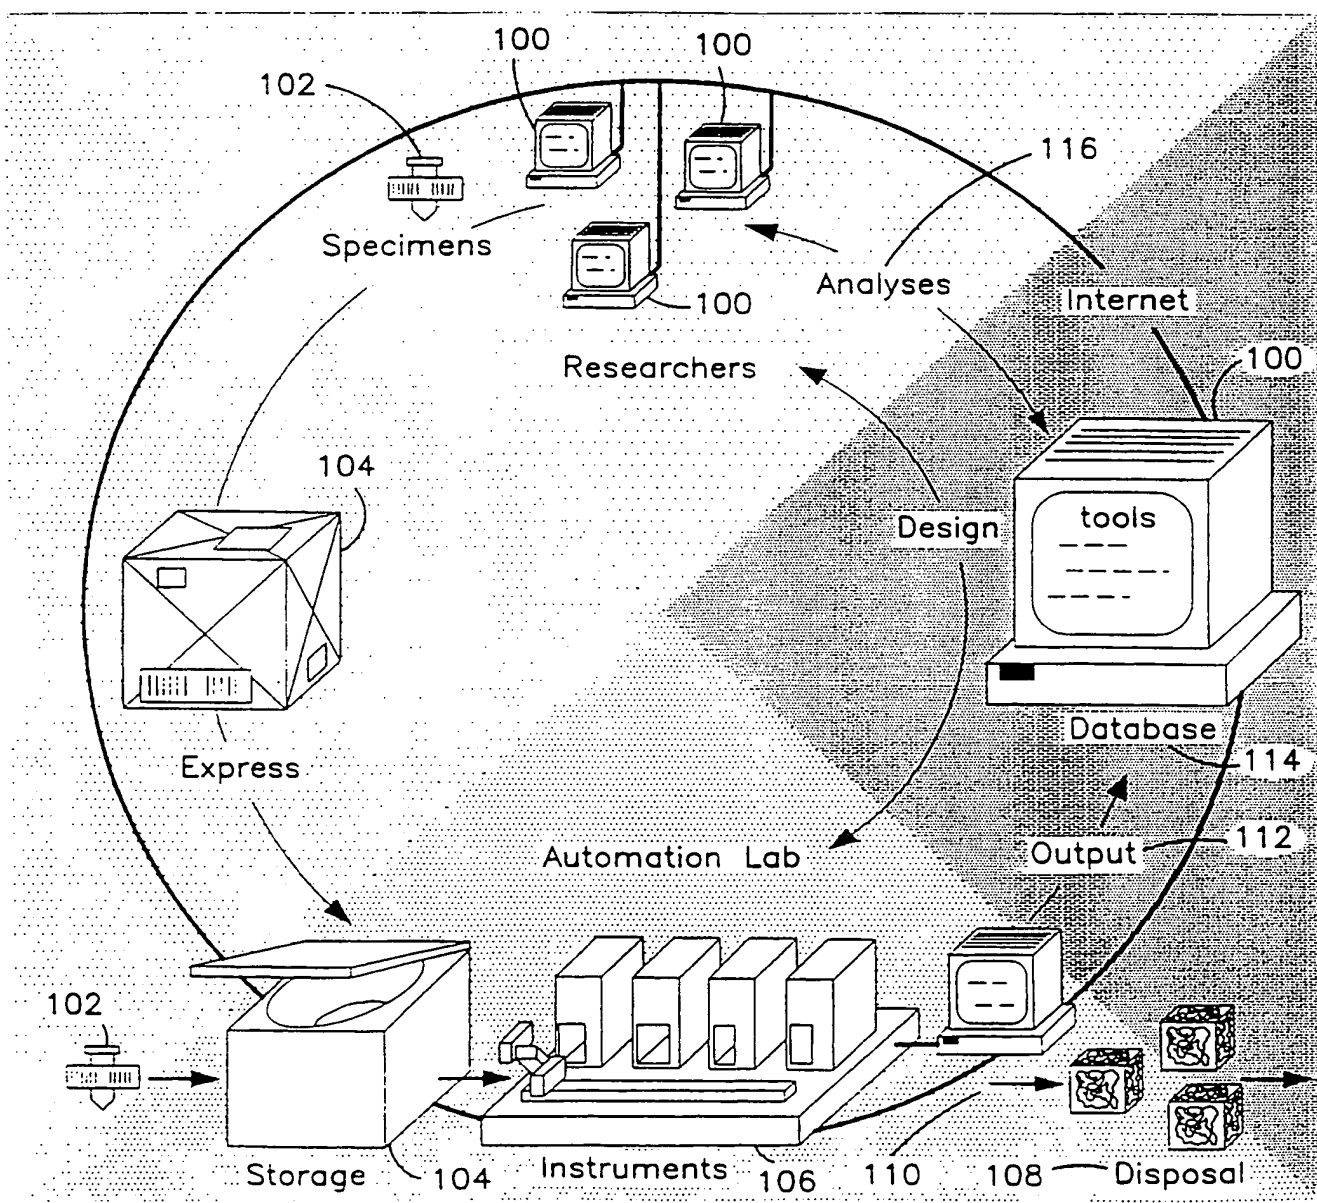 100
100
102
116
Specimens
Analyses
Internet
100
Researchers
100
104
tools
Design
Database
114
Express
Automation Lab
Output
112
102
Storage
104
Instruments
106
110
108
Disposal